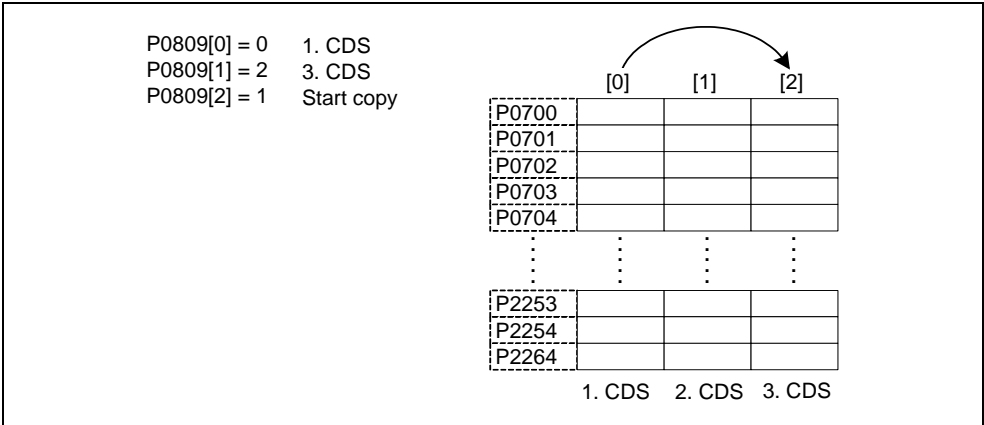 P0809[0] = 0 1. CDS
P0809[1] = 2 3. CDS
P0809[2] = 1 Start copy
[0] [1] [2]
P0700
P0701
P0702
P0703
P0704
P2253
P2254
P2264
1. CDS 2. CDS 3. CDS